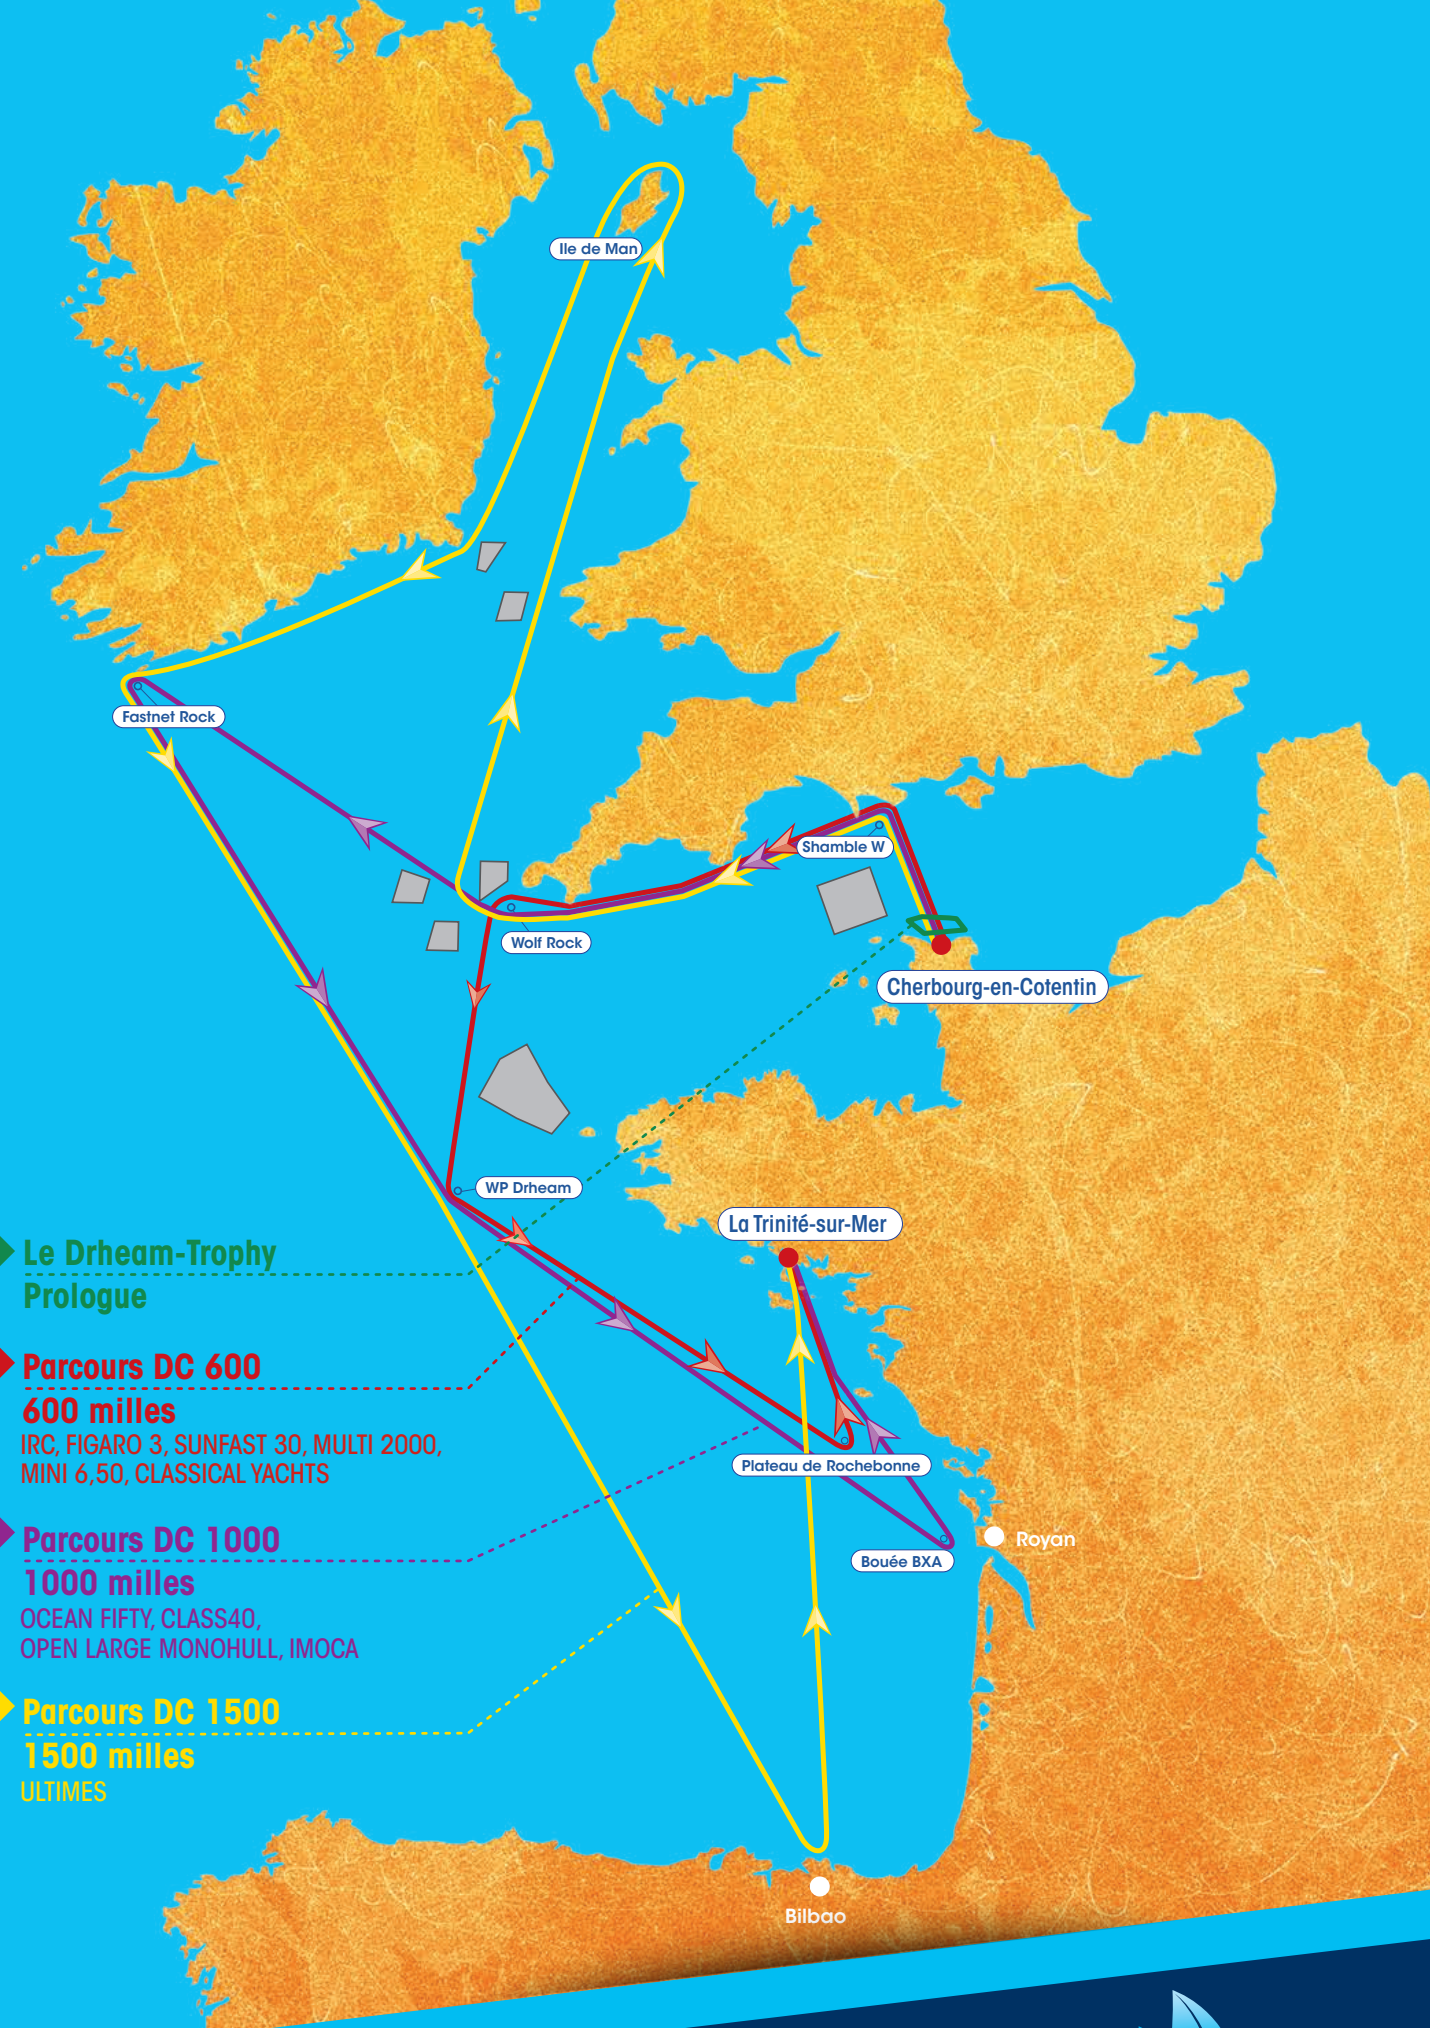 Ile de Man
Fastnet Rock
Shamble W
Wolf Rock
Cherbourg-en-Cotentin
WP Drheam
La Trinité-sur-Mer
Le Drheam-Trophy
Prologue
Parcours DC 600
600 milles
IRC, FIGARO 3, SUNFAST 30, MULTI 2000,
MINI 6,50, CLASSICAL YACHTS
Plateau de Rochebonne
Royan
Bouée BXA
Parcours DC 1000
1000 milles
OCEAN FIFTY, CLASS40,
OPEN LARGE MONOHULL, IMOCA
Parcours DC 1500
1500 milles
ULTIMES
Bilbao